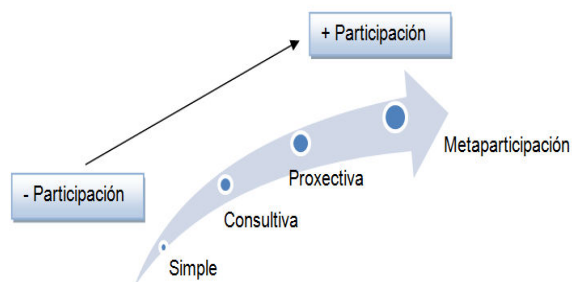 + Participación
Metaparticipación
Proxectiva
- Participación
Consultiva
Simple